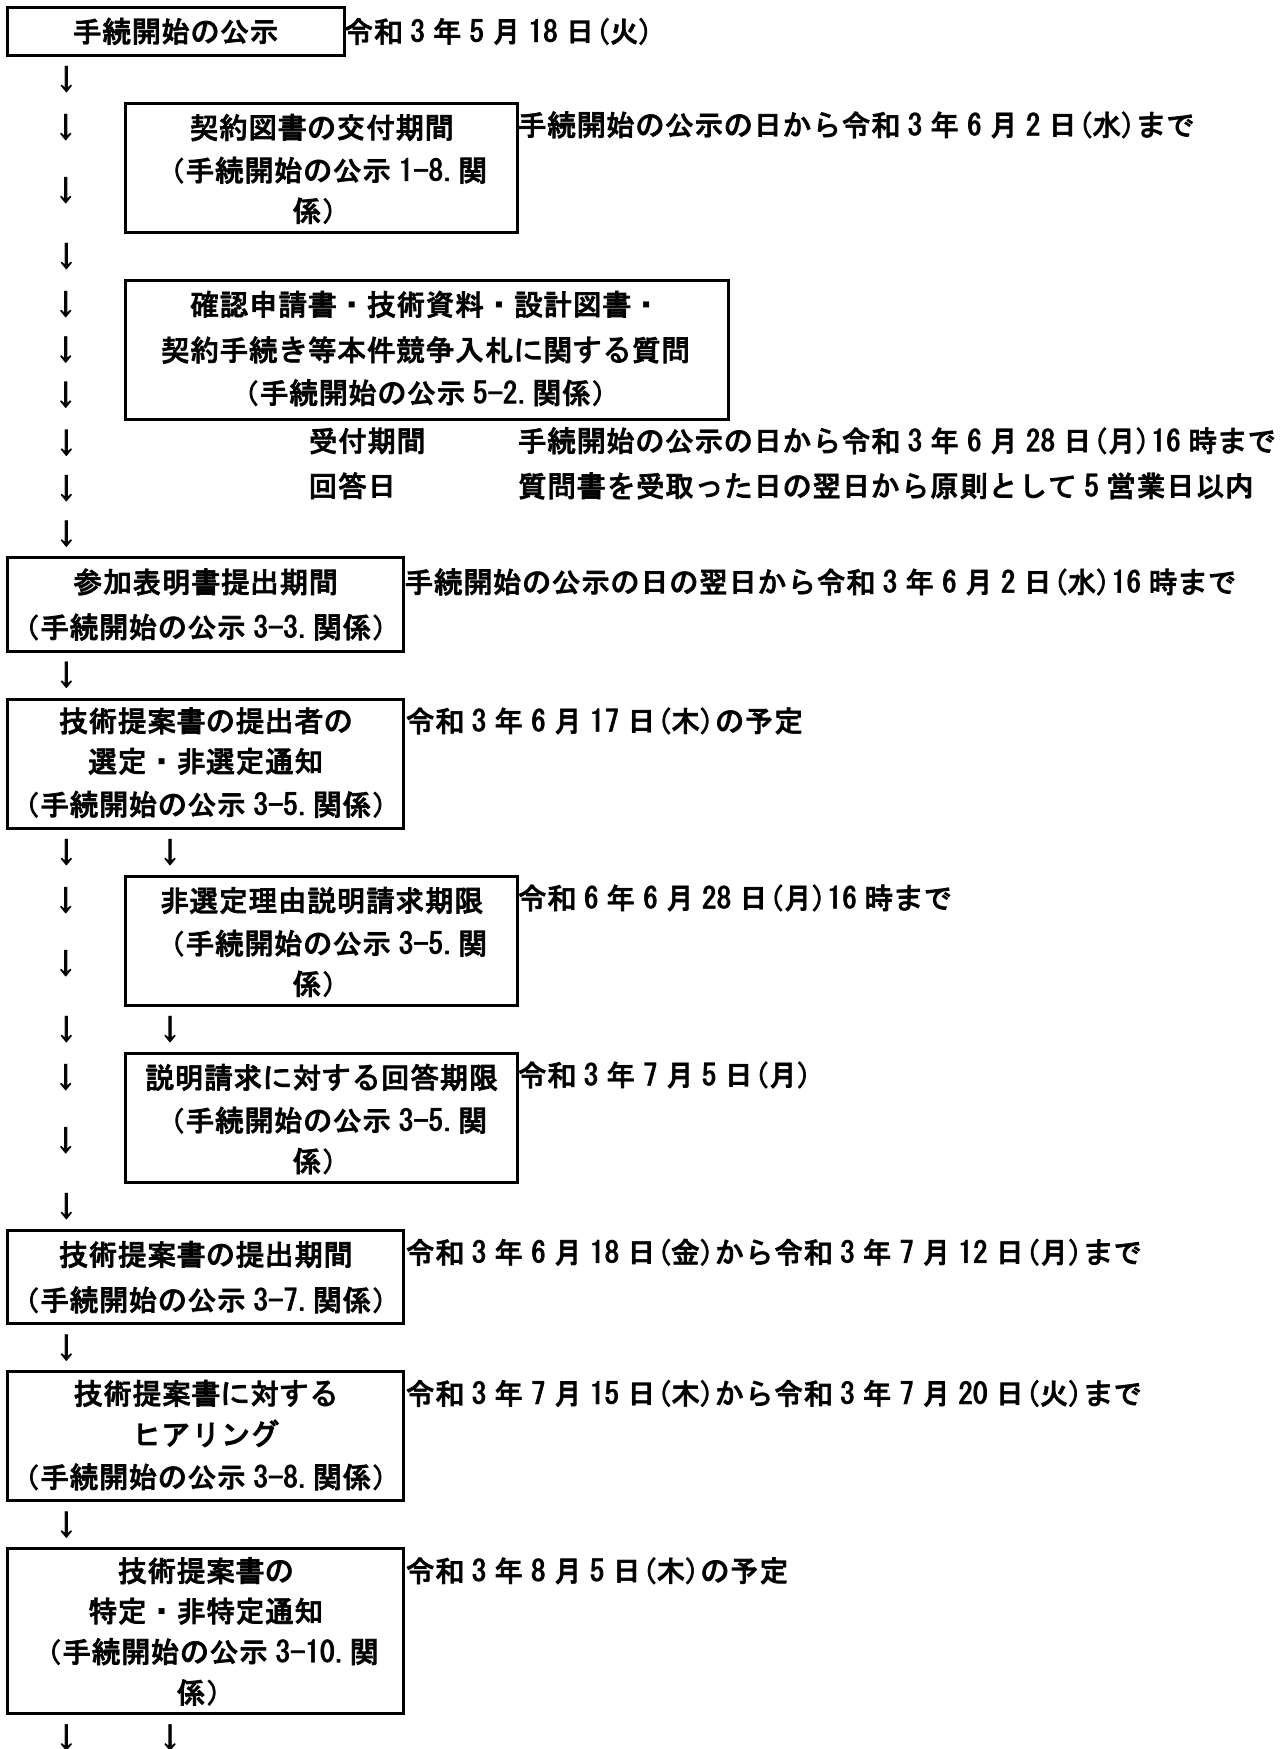 手続開始の公示 令和3年5月18日(火)
↓
↓ 契約図書の交付期間 手続開始の公示の日から令和3年6月2日(水)まで
(手続開始の公示1-8.関
↓
係)
↓
↓ 確認申請書・技術資料・設計図書・
↓ 契約手続き等本件競争入札に関する質問
↓ (手続開始の公示5-2.関係)
↓ 受付期間 手続開始の公示の日から令和3年6月28日(月)16時まで
↓ 回答日 質問書を受取った日の翌日から原則として5営業日以内
↓
参加表明書提出期間 手続開始の公示の日の翌日から令和3年6月2日(水)16時まで
(手続開始の公示3-3.関係)
↓
技術提案書の提出者の 令和3年6月17日(木)の予定
選定・非選定通知
(手続開始の公示3-5.関係)
↓ ↓
↓ 非選定理由説明請求期限 令和6年6月28日(月)16時まで
(手続開始の公示3-5.関
↓
係)
↓ ↓
↓ 説明請求に対する回答期限 令和3年7月5日(月)
(手続開始の公示3-5.関
↓
係)
↓
技術提案書の提出期間 令和3年6月18日(金)から令和3年7月12日(月)まで
(手続開始の公示3-7.関係)
↓
技術提案書に対する 令和3年7月15日(木)から令和3年7月20日(火)まで
ヒアリング
(手続開始の公示3-8.関係)
↓
技術提案書の 令和3年8月5日(木)の予定
特定・非特定通知
(手続開始の公示3-10.関
係)
↓ ↓